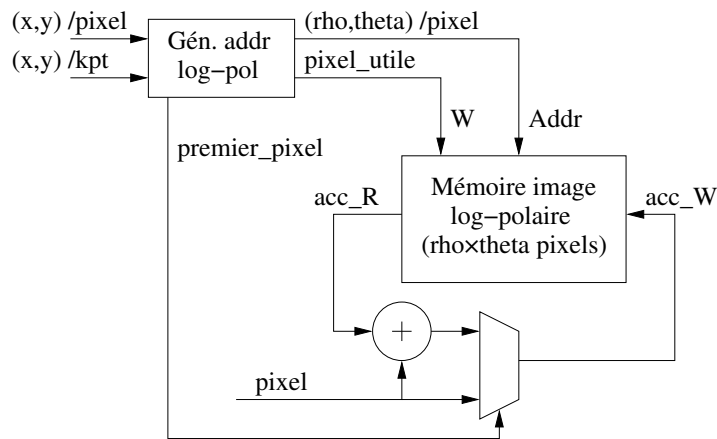 (x,y) /pixel
(rho,theta) /pixel
Gén. addr
log−pol
(x,y) /kpt
pixel_utile
W
Addr
premier_pixel
Mémoire image
log−polaire
(rho×theta pixels)
acc_R
acc_W
+
pixel